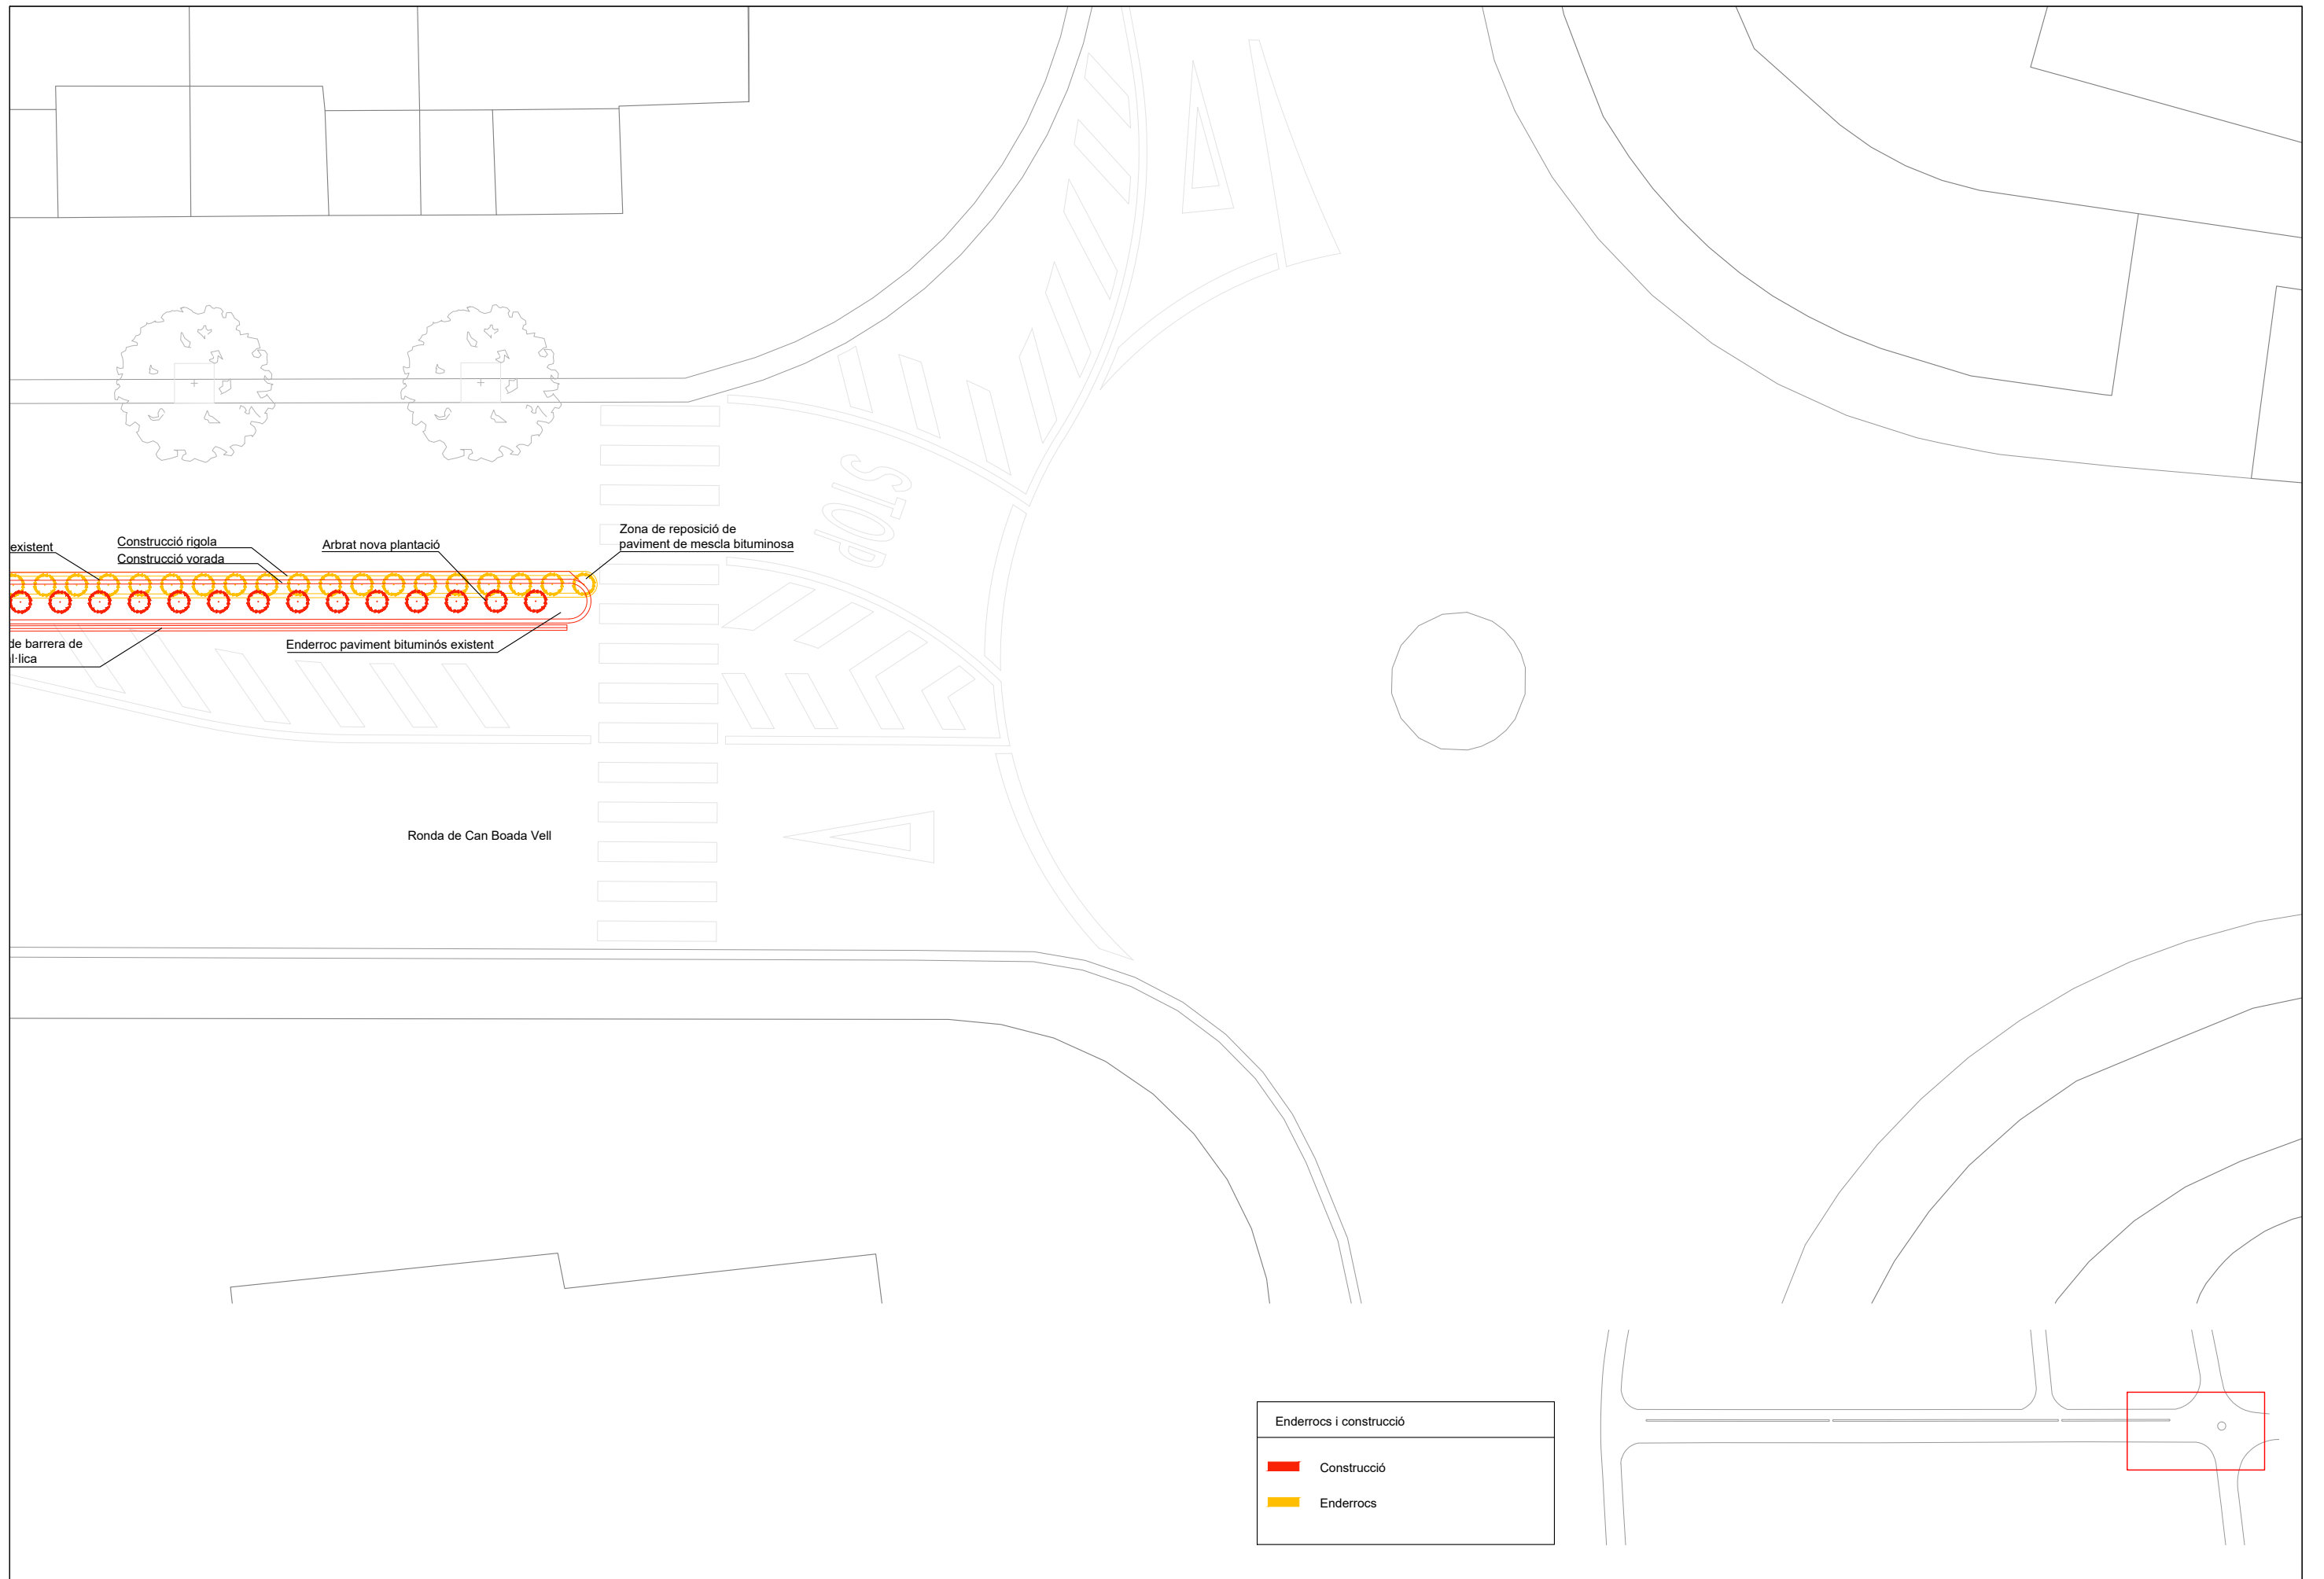 STOP
existent
Construcció rigola
Construcció vorada
Arbrat nova plantació
Zona de reposició de
paviment de mescla bituminosa
de barrera de
l·lica
Enderroc paviment bituminós existent
Ronda de Can Boada Vell
Enderrocs i construcció
Construcció
Enderrocs